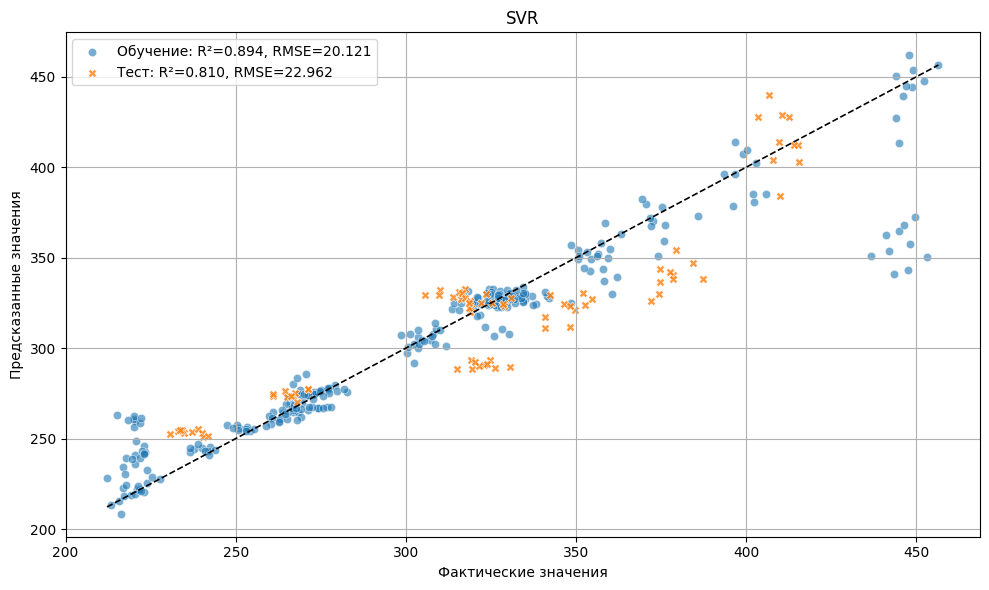 SVR
Обучение: R²=0.894, RMSE=20.121
Тест: R²=0.810, RMSE=22.962
Предсказанные значения
450
400
350
300
250
200
200
250
300
350
400
450
Фактические значения